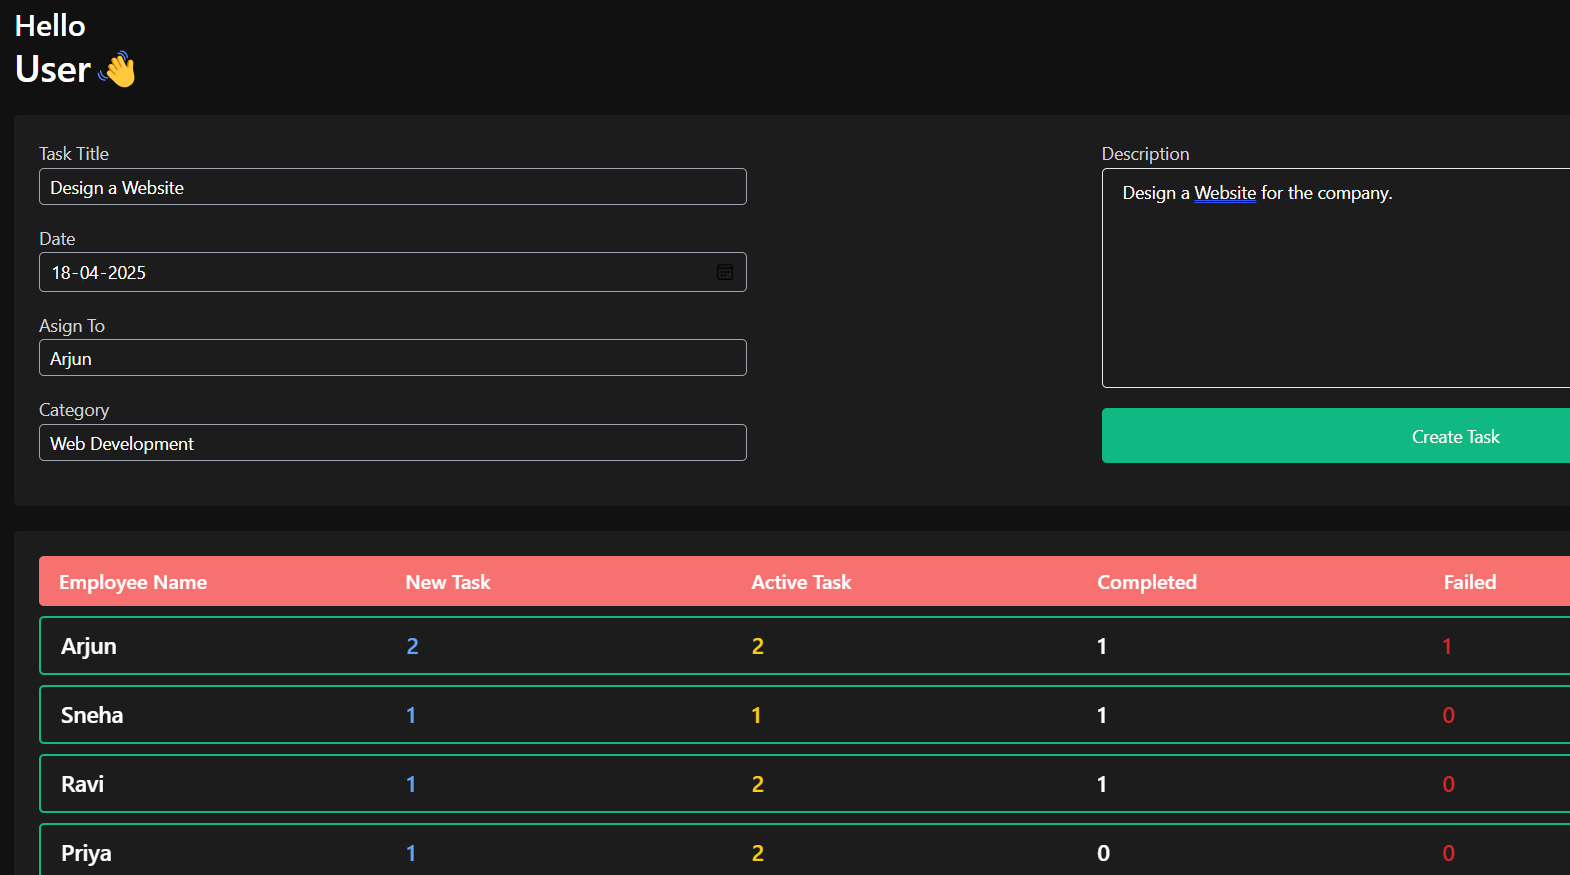 Hello
User 👋
Task Title
Design a Website
Date
18-04-2025
Asign To
Arjun
Category
Web Development
Description
Design a Website for the company.
Create Task
Employee Name New Task Active Task Completed Failed
Arjun 2 2 1 1
Sneha 1 1 1 0
Ravi 1 2 1 0
Priya 1 2 0 0